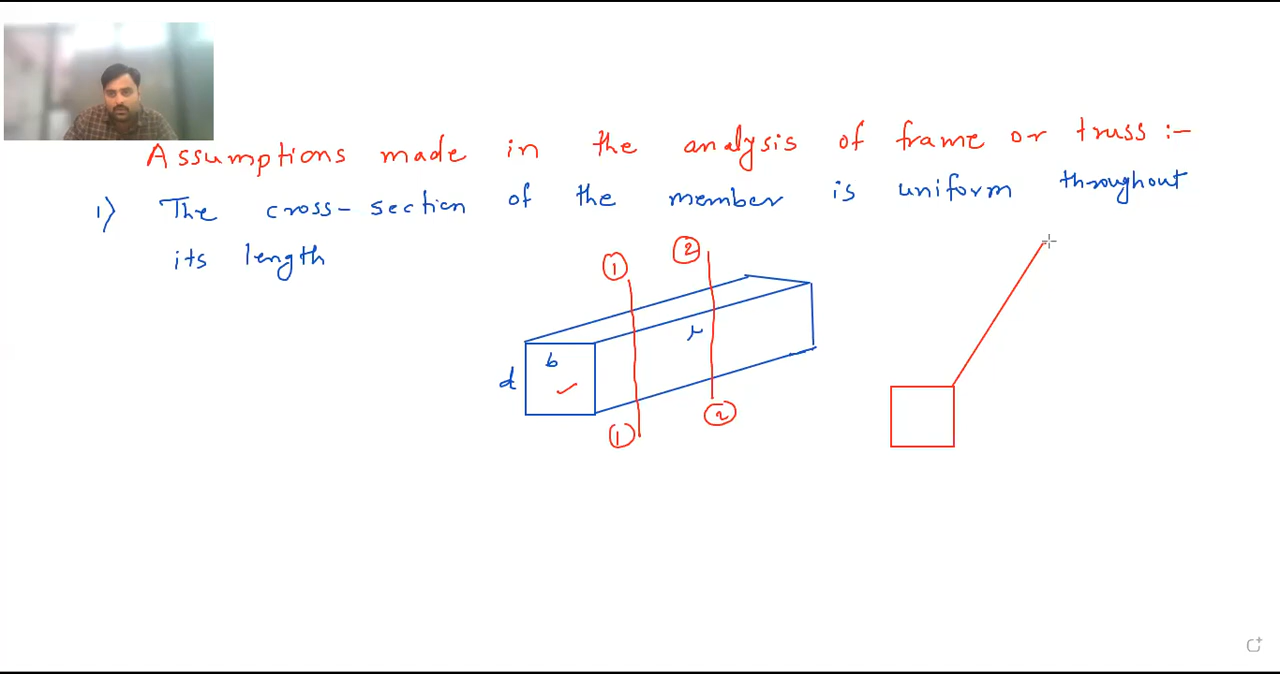 Assumptions made in the analysis of frame or truss :-
1) The cross-section of the member is uniform throughout
its length
① ②
b
d
① ②